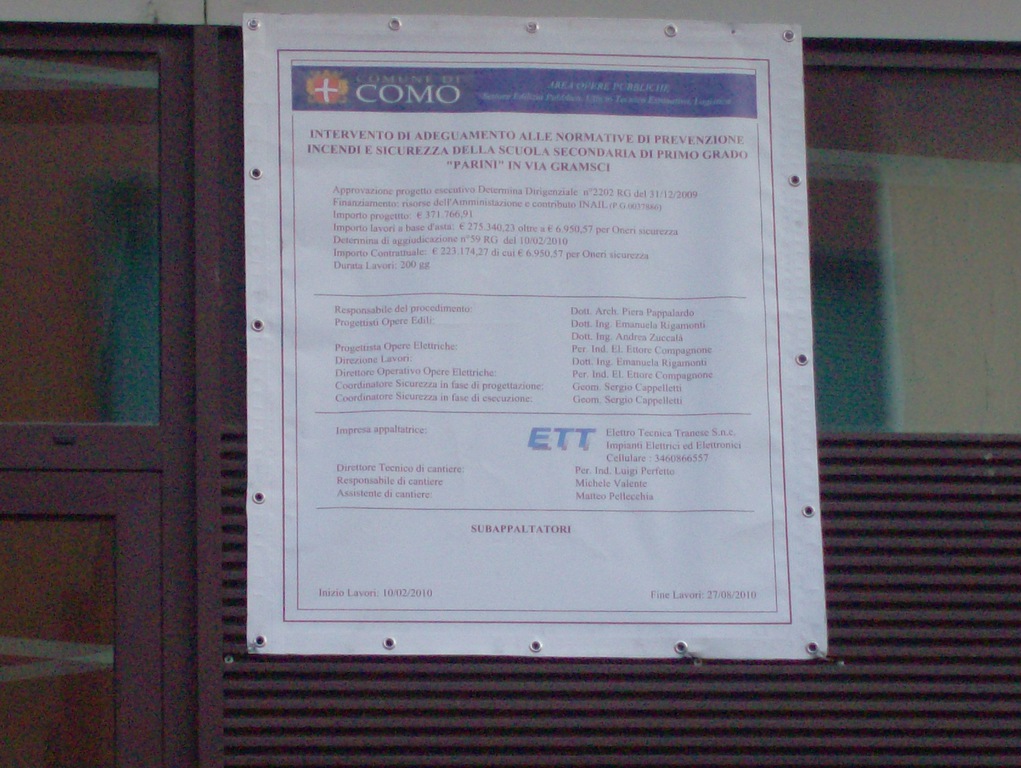 COMUNE DI
COMO
AREA OPERE PUBBLICHE
Settore Edilizia Pubblica, Ufficio Tecnico Logistica
INTERVENTO DI ADEGUAMENTO ALLE NORMATIVE DI PREVENZIONE
INCENDI E SICUREZZA DELLA SCUOLA SECONDARIA DI PRIMO GRADO
"PARINI" IN VIA GRAMSCI
Approvazione progetto esecutivo Determina Dirigenziale n°2202 RG del 31/12/2009
Finanziamento: risorse dell'Amministrazione e contributo INAIL (P G 0037886)
Importo progetto: € 371.766,91
Importo lavori a base d'asta: € 275.340,23 oltre a € 6.950,57 per Oneri sicurezza
Determina di aggiudicazione n°59 RG del 10/02/2010
Importo Contrattuale: € 223.174,27 di cui € 6.950,57 per Oneri sicurezza
Durata Lavori: 200 gg
Responsabile del procedimento: Dott. Arch. Piera Pappalardo
Progettisti Opere Edili: Dott. Ing. Emanuela Rigamonti
Dott. Ing. Andrea Zuccalà
Progettista Opere Elettriche: Per. Ind. El. Ettore Compagnone
Direzione Lavori: Dott. Ing. Emanuela Rigamonti
Direttore Operativo Opere Elettriche: Per. Ind. El. Ettore Compagnone
Coordinatore Sicurezza in fase di progettazione: Geom. Sergio Cappelletti
Coordinatore Sicurezza in fase di esecuzione: Geom. Sergio Cappelletti
Impresa appaltatrice: ETT Elettro Tecnica Tranese S.n.c.
Impianti Elettrici ed Elettronici
Cellulare : 3460866557
Direttore Tecnico di cantiere: Per. Ind. Luigi Perfetto
Responsabile di cantiere Michele Valente
Assistente di cantiere: Matteo Pellecchia
SUBAPPALTATORI
Inizio Lavori: 10/02/2010 Fine Lavori: 27/08/2010